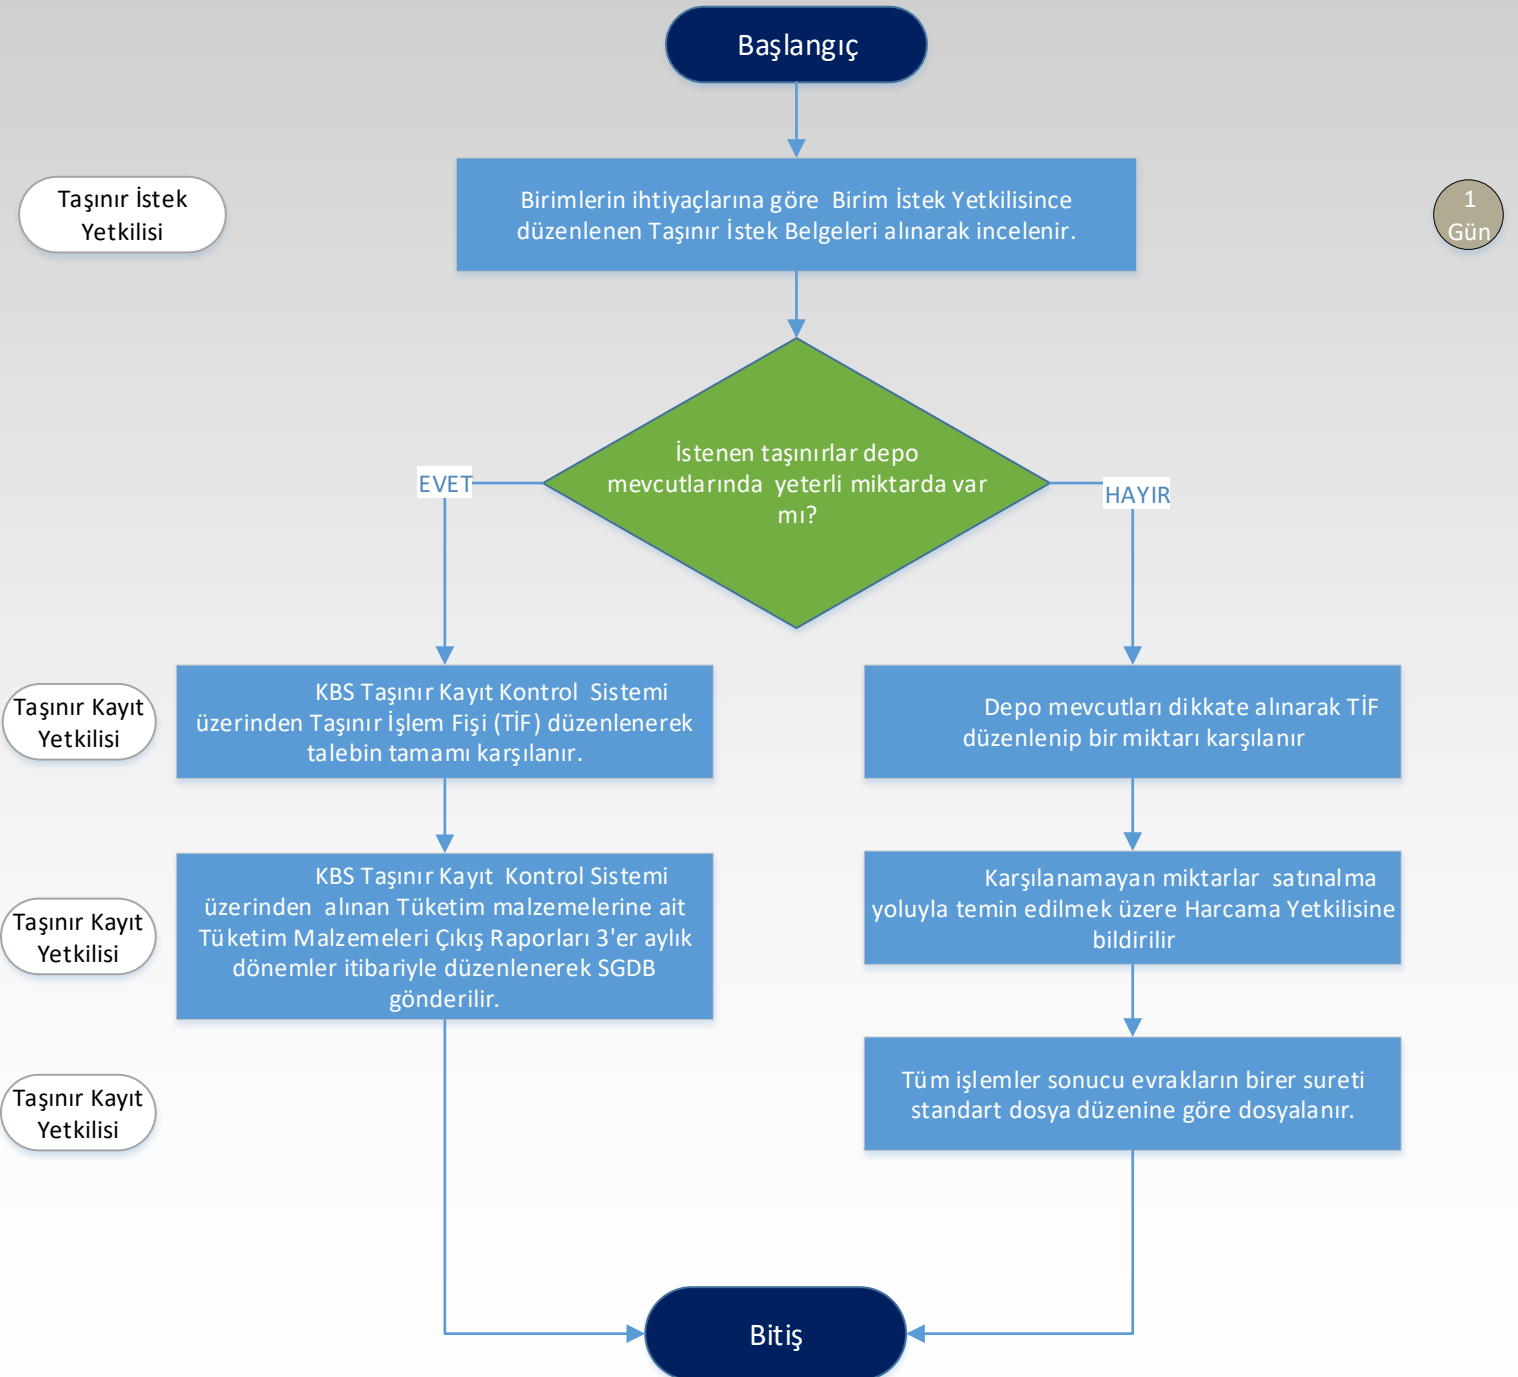 Başlangıç
Taşınır İstek
Yetkilisi
Birimlerin ihtiyaçlarına göre Birim İstek Yetkilisince
düzenlenen Taşınır İstek Belgeleri alınarak incelenir.
1
Gün
İstenen taşınırlar depo
mevcutlarında yeterli miktarda var
mı?
EVET
HAYIR
Taşınır Kayıt
Yetkilisi
KBS Taşınır Kayıt Kontrol Sistemi
üzerinden Taşınır İşlem Fişi (TİF) düzenlenerek
talebin tamamı karşılanır.
Depo mevcutları dikkate alınarak TİF
düzenlenip bir miktarı karşılanır
Taşınır Kayıt
Yetkilisi
KBS Taşınır Kayıt Kontrol Sistemi
üzerinden alınan Tüketim malzemelerine ait
Tüketim Malzemeleri Çıkış Raporları 3'er aylık
dönemler itibariyle düzenlenerek SGDB
gönderilir.
Karşılanamayan miktarlar satınalma
yoluyla temin edilmek üzere Harcama Yetkilisine
bildirilir
Taşınır Kayıt
Yetkilisi
Tüm işlemler sonucu evrakların birer sureti
standart dosya düzenine göre dosyalanır.
Bitiş